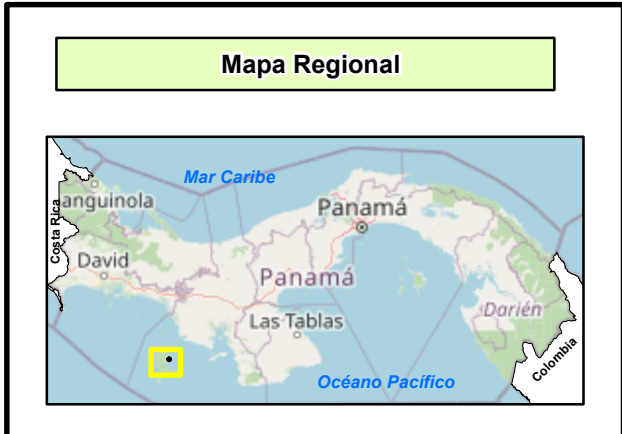 Mapa Regional
Mar Caribe
anguinola
Costa Rica
Panamá
David
Panamá
Las Tablas
Darién
Océano Pacífico
Colombia